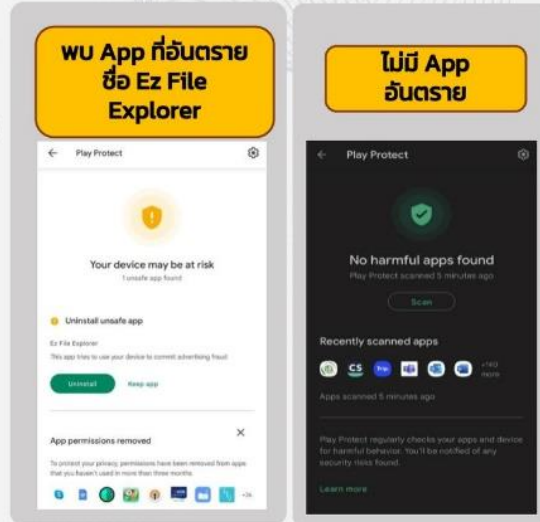 พบ App ที่อันตราย
ชื่อ Ez File
Explorer
Play Protect
Your device may be at risk
1 unsafe app found
Uninstall unsafe app
Ez File Explorer
This app tries to use your device to commit advertising fraud
Uninstall
Keep app
App permissions removed
To protect your privacy, permissions have been removed from apps
that you haven't used in more than three months.
ไม่มี App
อันตราย
Play Protect
No harmful apps found
Play Protect scanned 5 minutes ago
Scan
Recently scanned apps
CS
+140
more
Apps scanned 5 minutes ago
Play Protect regularly checks your apps and device
for harmful behavior. You'll be notified of any
security risks found.
Learn more